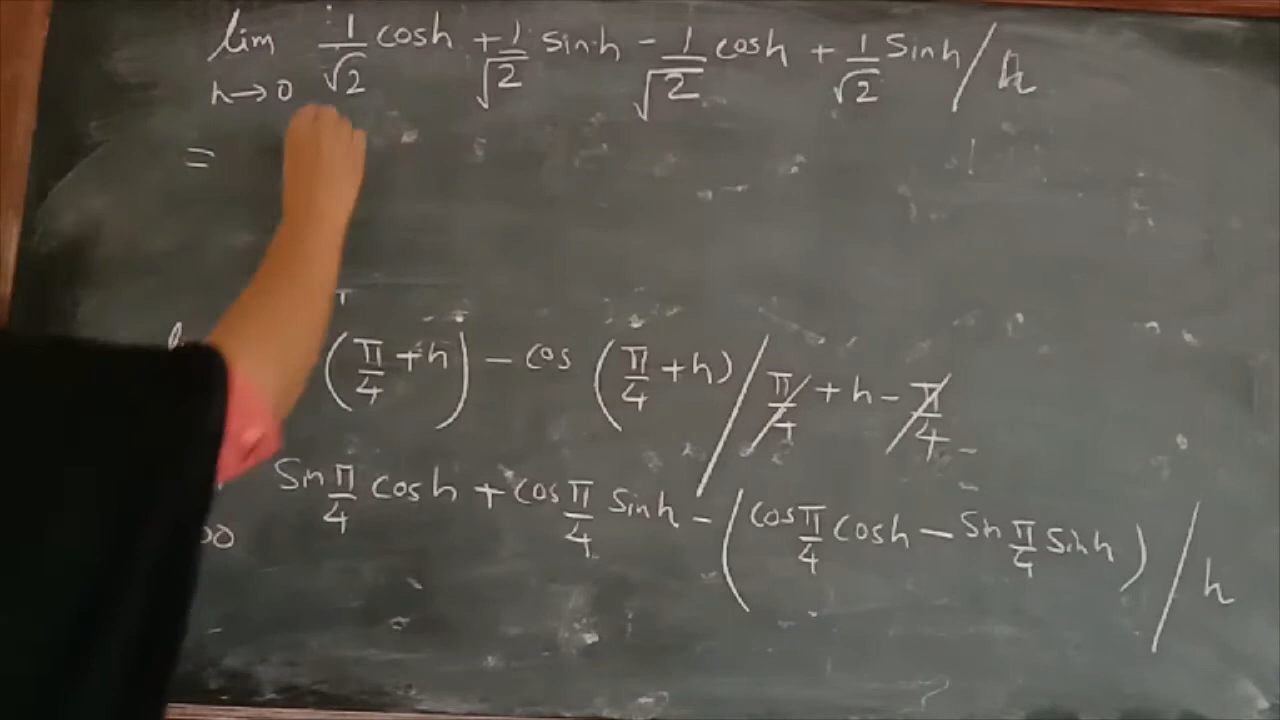 lim 1/√2 cosh + 1/√2 sinh - 1/√2 cosh + 1/√2 sinh / h
h→0
=
(π/4 + h) - cos (π/4 + h) / π/4 + h - π/4
Sin π/4 cosh + cos π/4 sinh - (cos π/4 cosh - Sin π/4 sinh) / h